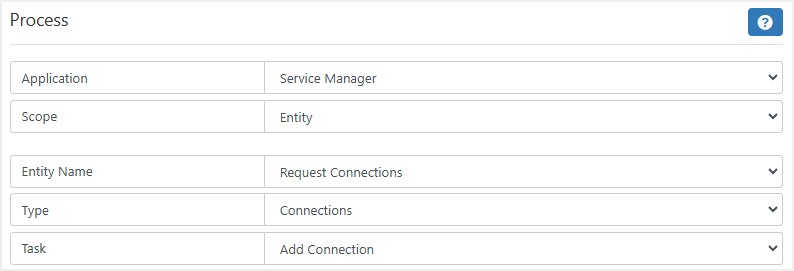 Process
Application Service Manager
Scope Entity
Entity Name Request Connections
Type Connections
Task Add Connection